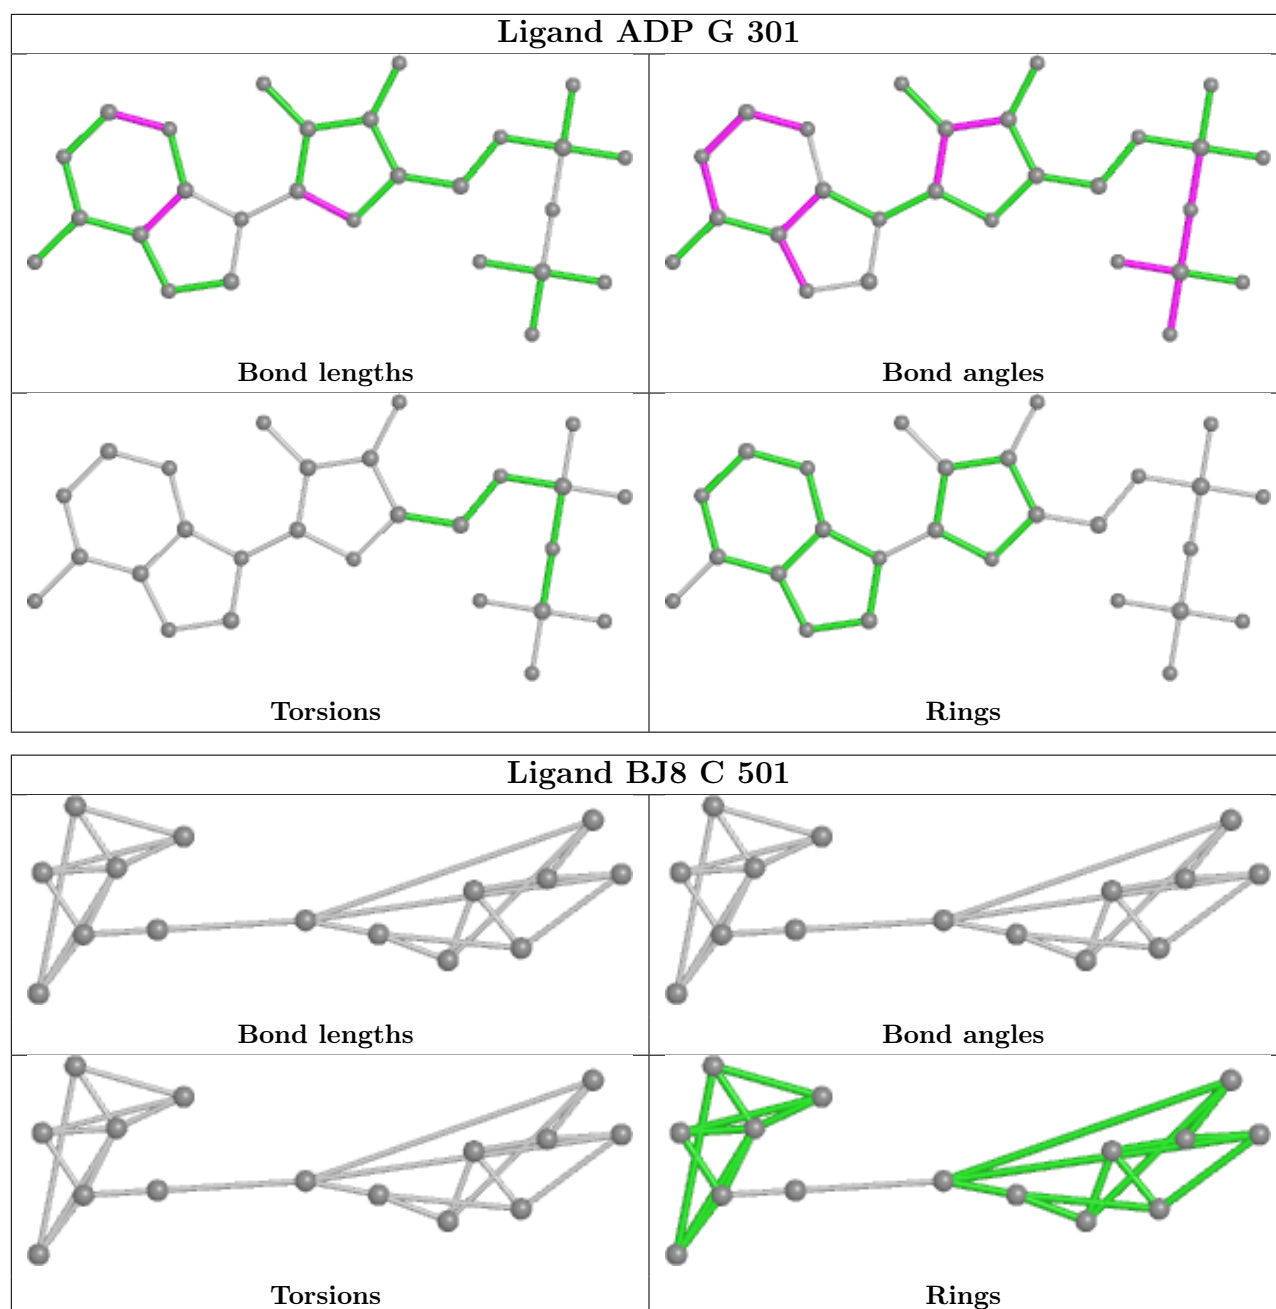 Ligand ADP G 301
Bond lengths
Bond angles
Torsions
Rings
Ligand BJ8 C 501
Bond lengths
Bond angles
Torsions
Rings